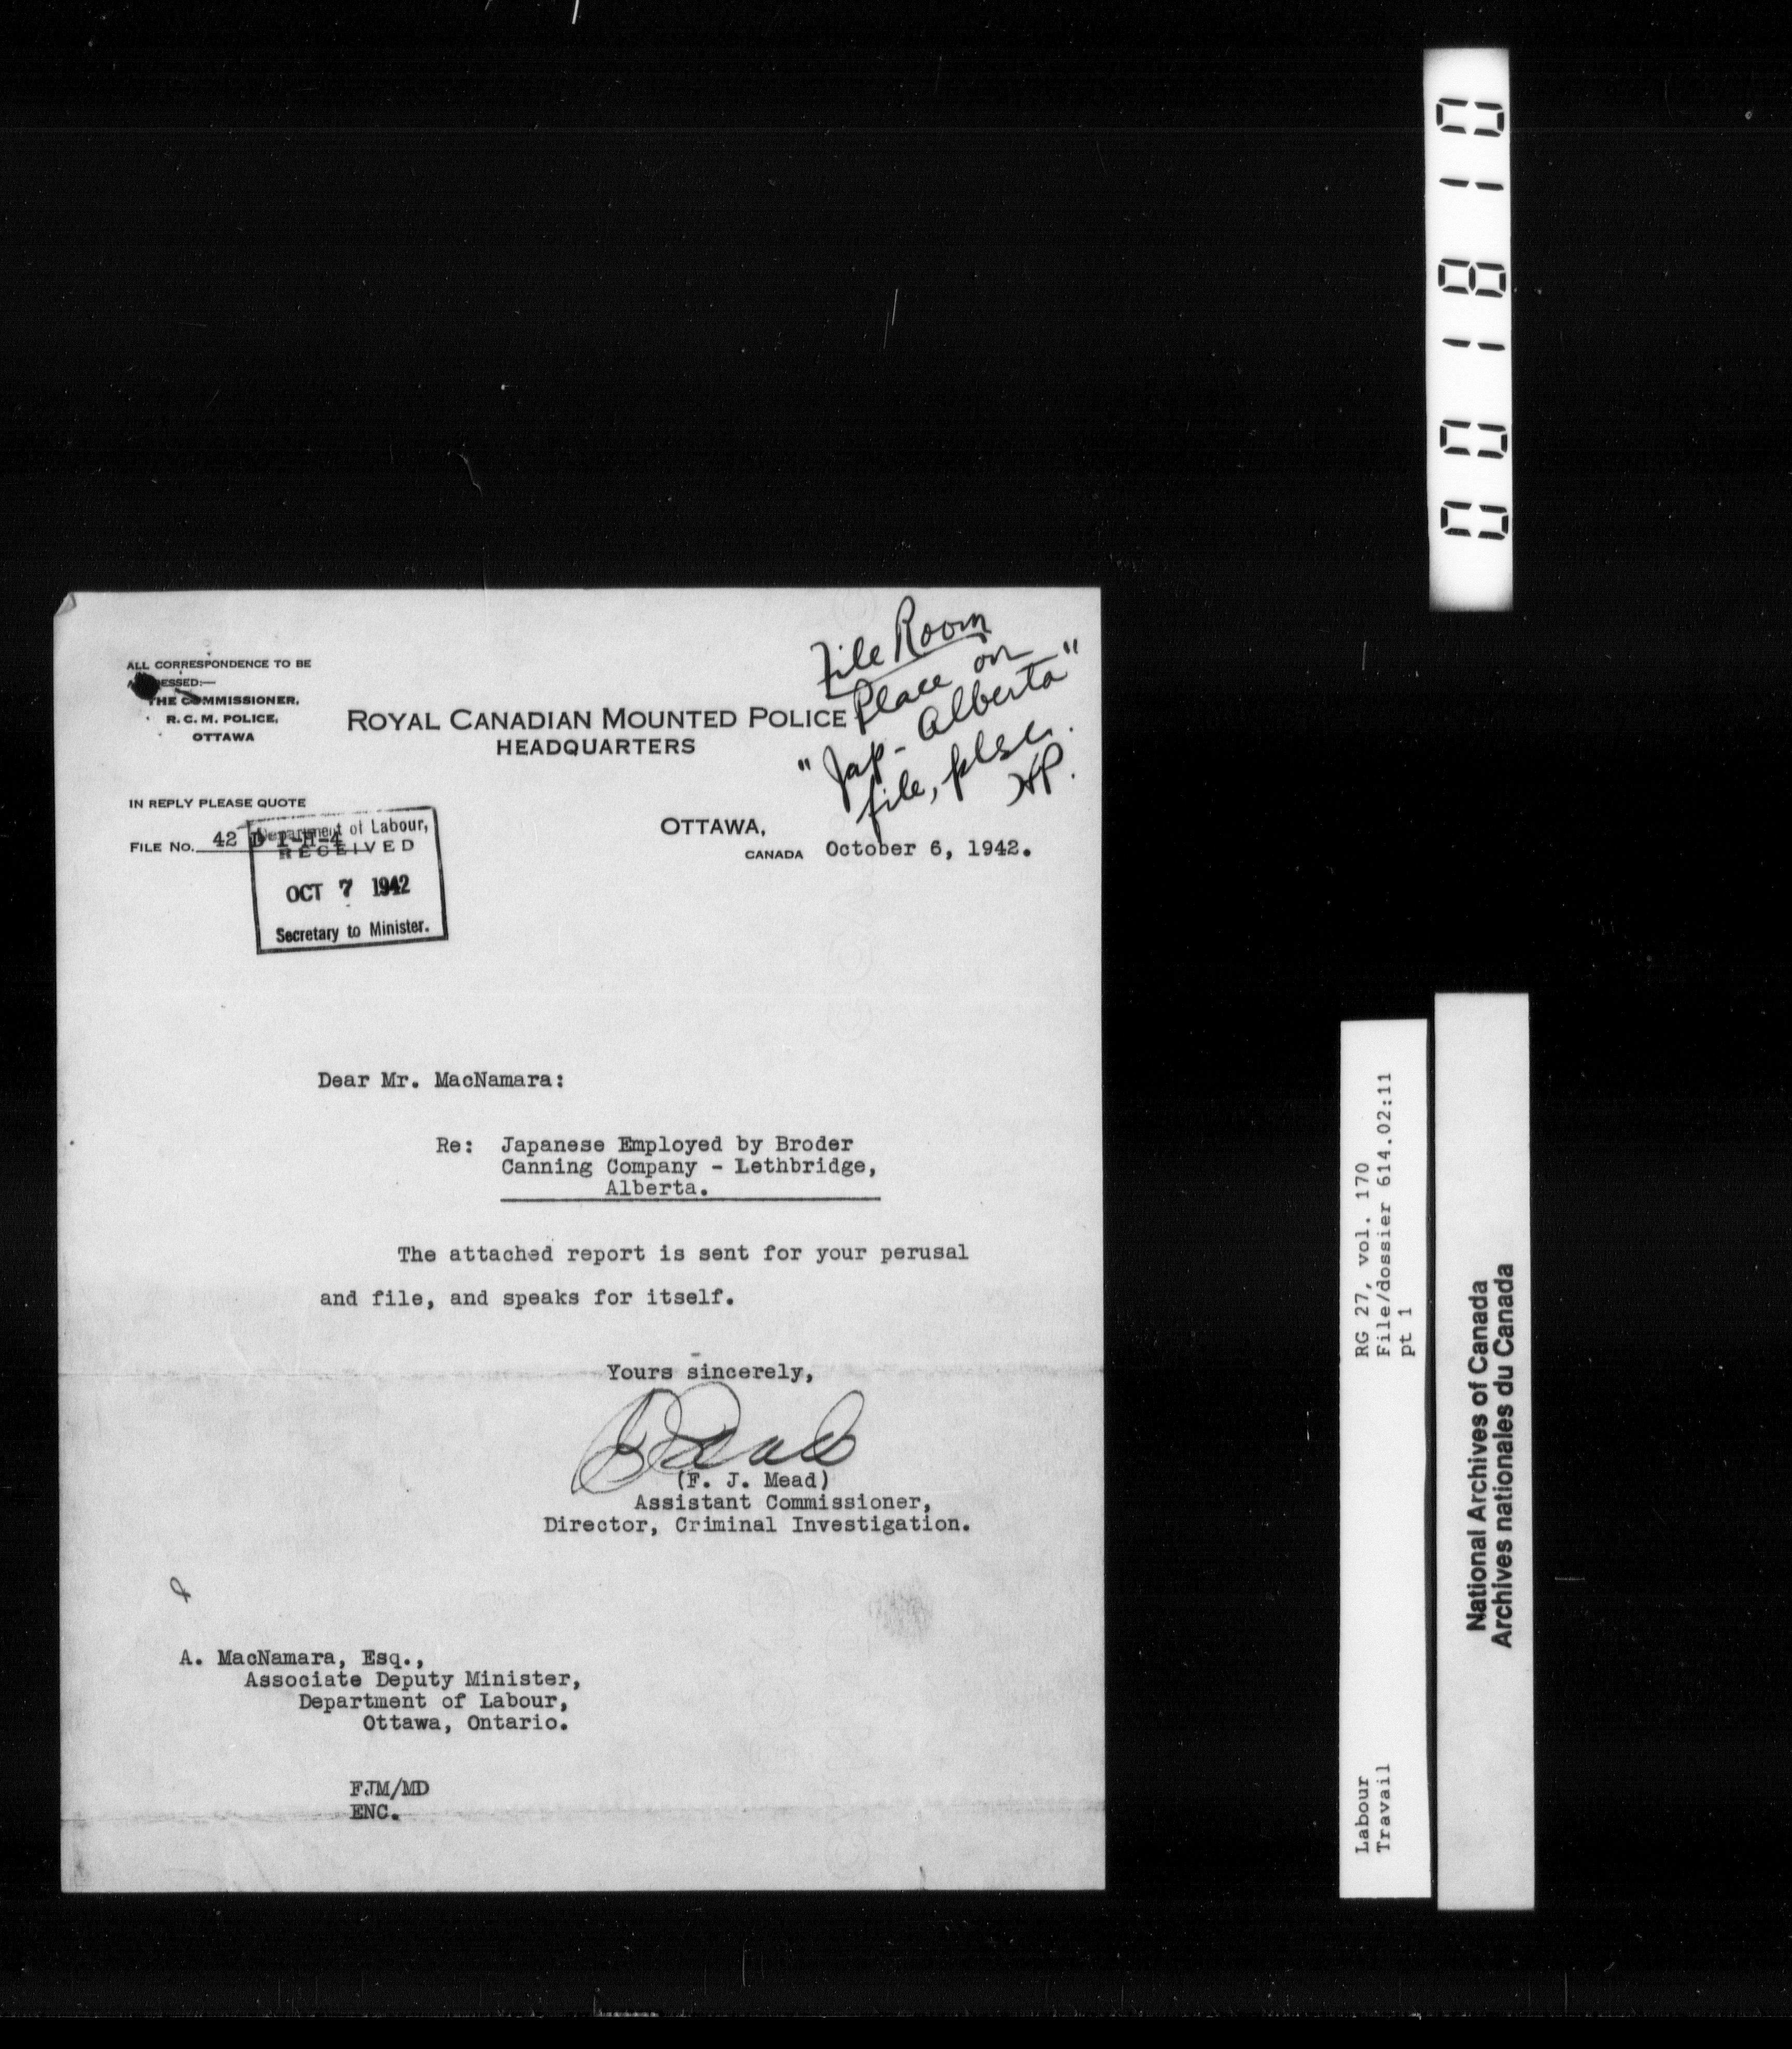 ALL CORRESPONDENCE TO BE
THE COMMISSIONER,
R. C. M. POLICE,
OTTAWA
File Room
Place on
"Jap - Alberta"
file, plse.
ROYAL CANADIAN MOUNTED POLICE
HEADQUARTERS
IN REPLY PLEASE QUOTE
FILE NO. 42 D 1-H-4
Department of Labour,
RECEIVED
OCT 7 1942
Secretary to Minister.
OTTAWA,
CANADA October 6, 1942.
Dear Mr. MacNamara:
Re: Japanese Employed by Broder
Canning Company - Lethbridge,
Alberta.
The attached report is sent for your perusal
and file, and speaks for itself.
Yours sincerely,
(F. J. Mead)
Assistant Commissioner,
Director, Criminal Investigation.
A. MacNamara, Esq.,
Associate Deputy Minister,
Department of Labour,
Ottawa, Ontario.
FJM/MD
ENC.
001810
RG 27, vol. 170
File/dossier 614.02:11
pt 1
Labour
Travail
National Archives of Canada
Archives nationales du Canada